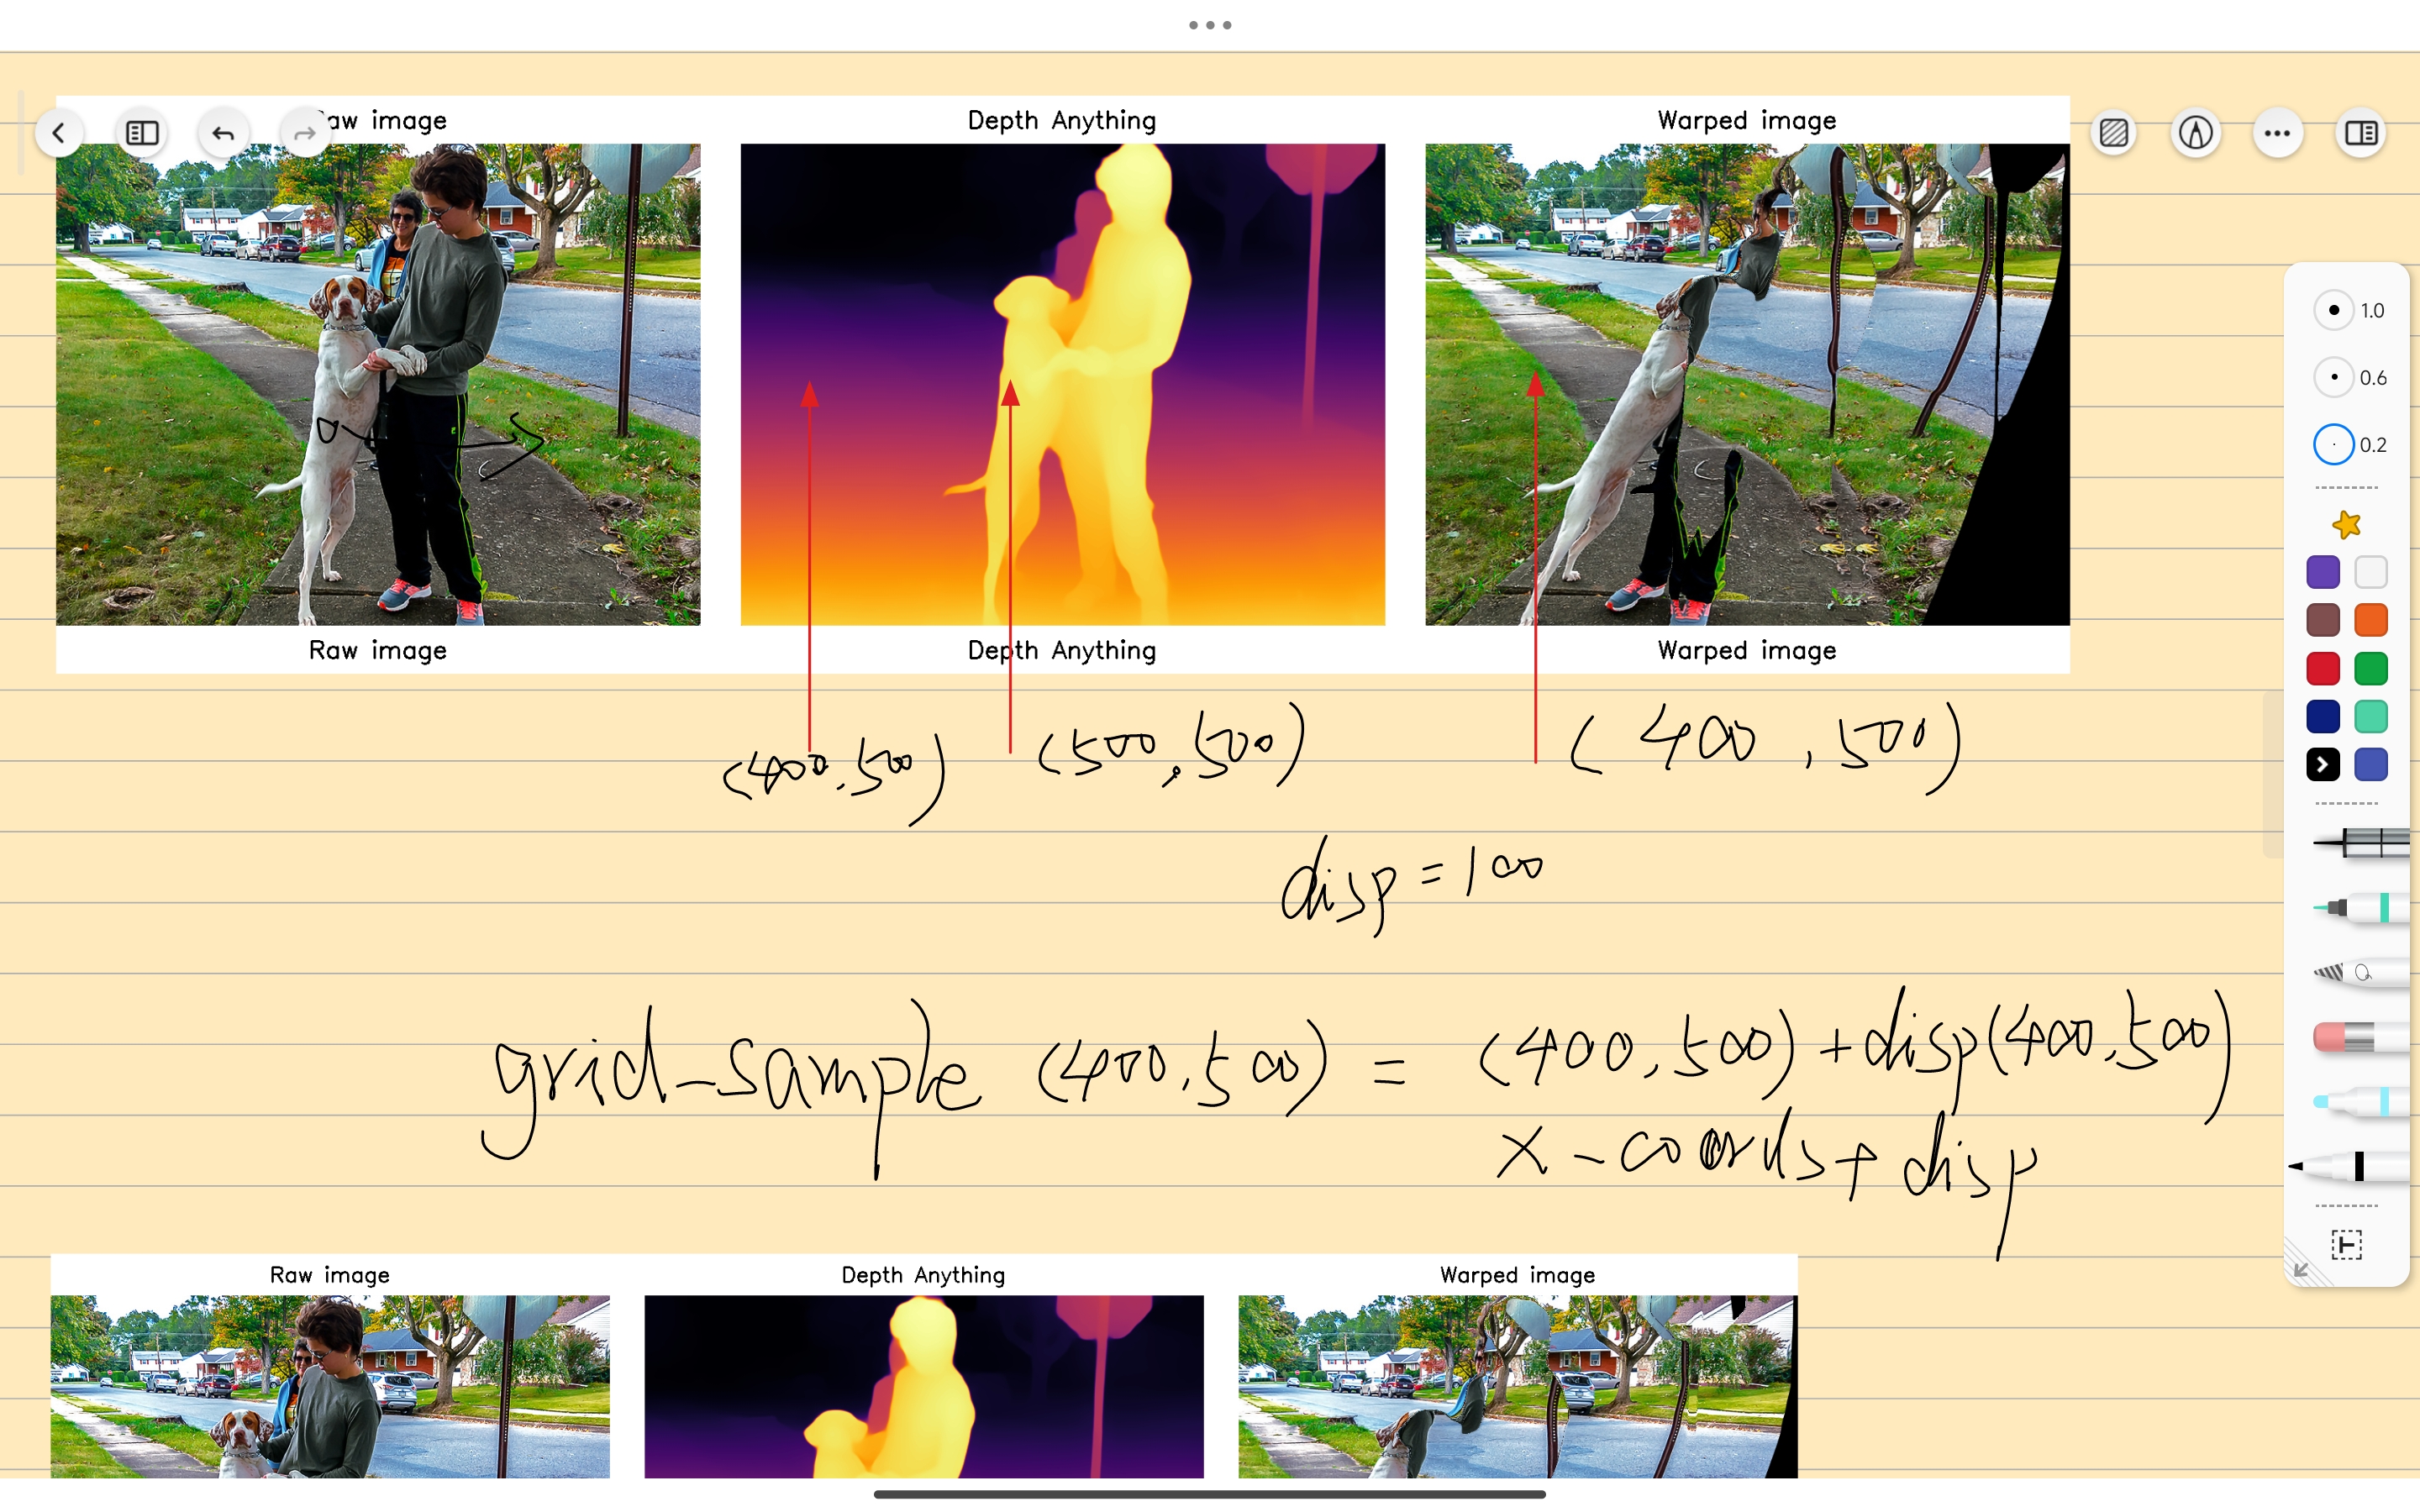 Raw image Depth Anything Warped image
1.0
0.6
0.2
Raw image Depth Anything Warped image
(400,500) (500,500) (400,500)
disp = 100
grid_sample (400,500) = (400,500) + disp(400,500)
x-coords + disp
Raw image Depth Anything Warped image